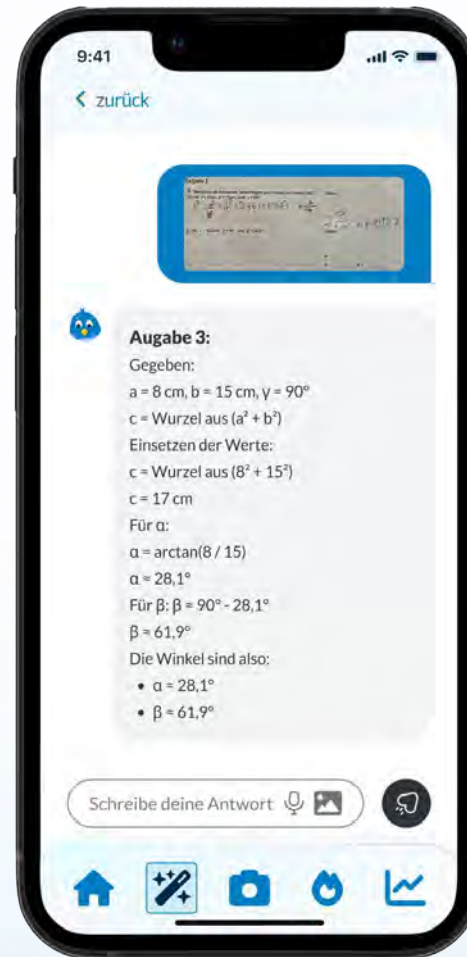 9:41
zurück
Augabe 3:
Gegeben:
a = 8 cm, b = 15 cm, γ = 90°
c = Wurzel aus (a² + b²)
Einsetzen der Werte:
c = Wurzel aus (8² + 15²)
c = 17 cm
Für α:
α = arctan(8 / 15)
α ≈ 28,1°
Für β: β = 90° - 28,1°
β ≈ 61,9°
Die Winkel sind also:
• α ≈ 28,1°
• β ≈ 61,9°
Schreibe deine Antwort